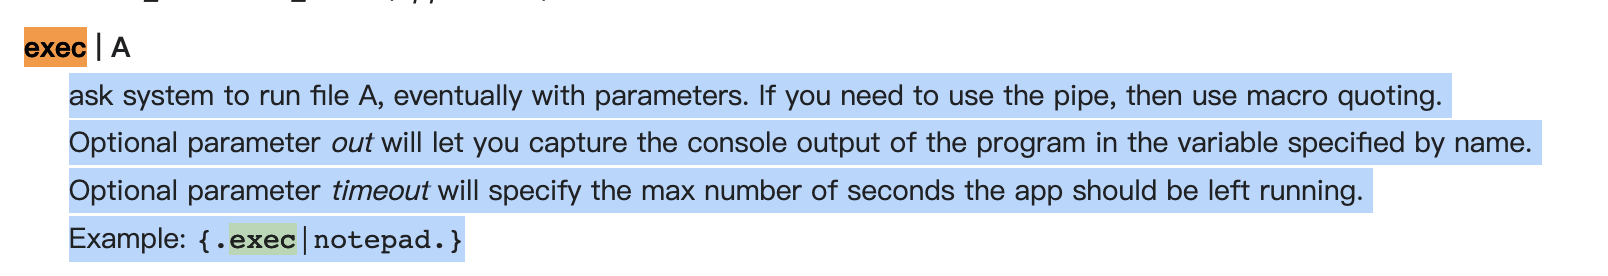 exec | A
ask system to run file A, eventually with parameters. If you need to use the pipe, then use macro quoting.
Optional parameter out will let you capture the console output of the program in the variable specified by name.
Optional parameter timeout will specify the max number of seconds the app should be left running.
Example: {.exec|notepad.}